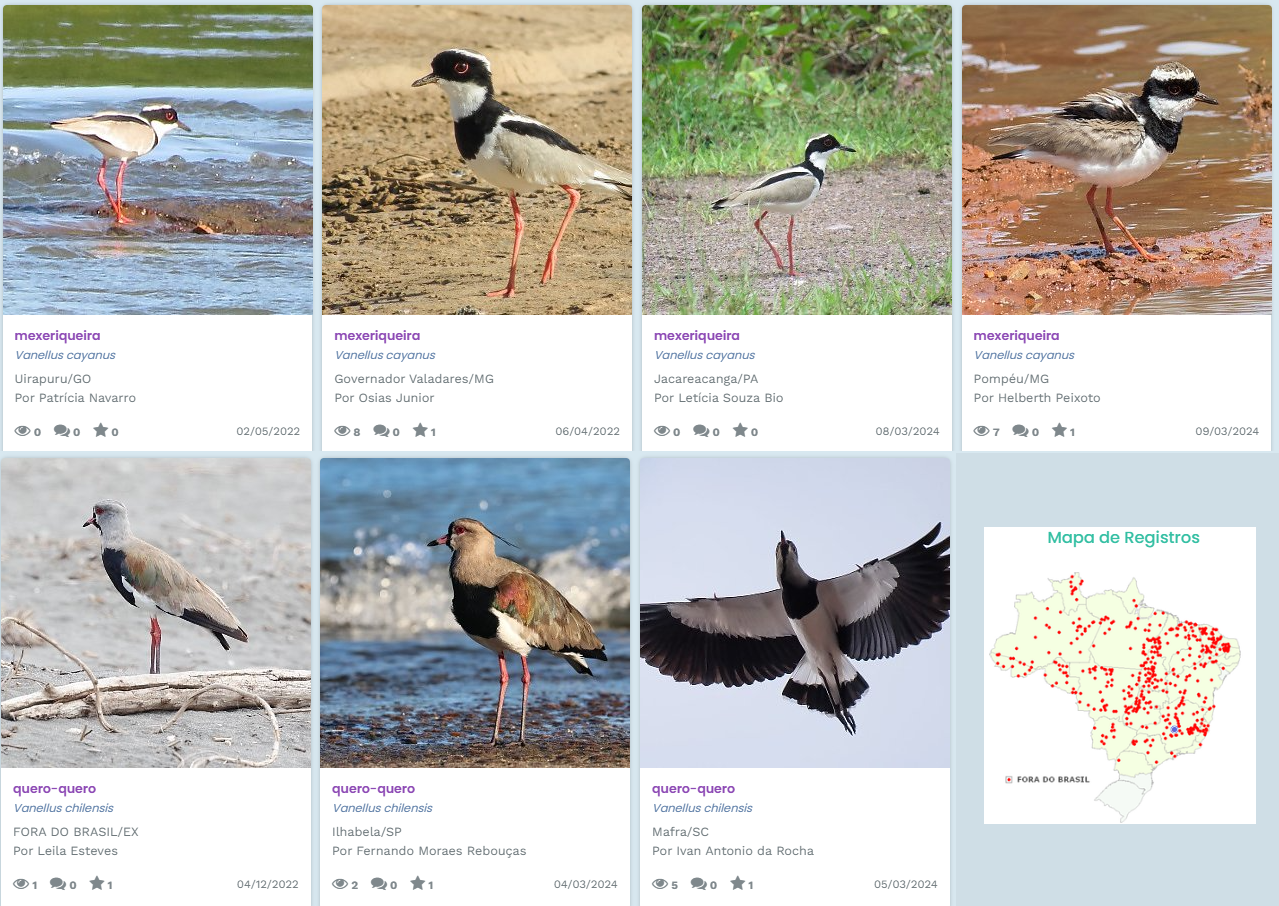 mexeriqueira
Vanellus cayanus
Uirapuru/GO
Por Patrícia Navarro
0 0 0 02/05/2022
mexeriqueira
Vanellus cayanus
Governador Valadares/MG
Por Osias Junior
8 0 1 06/04/2022
mexeriqueira
Vanellus cayanus
Jacareacanga/PA
Por Letícia Souza Bio
0 0 0 08/03/2024
mexeriqueira
Vanellus cayanus
Pompéu/MG
Por Helberth Peixoto
7 0 1 09/03/2024
quero-quero
Vanellus chilensis
FORA DO BRASIL/EX
Por Leila Esteves
1 0 1 04/12/2022
quero-quero
Vanellus chilensis
Ilhabela/SP
Por Fernando Moraes Rebouças
2 0 1 04/03/2024
quero-quero
Vanellus chilensis
Mafra/SC
Por Ivan Antonio da Rocha
5 0 1 05/03/2024
Mapa de Registros
FORA DO BRASIL